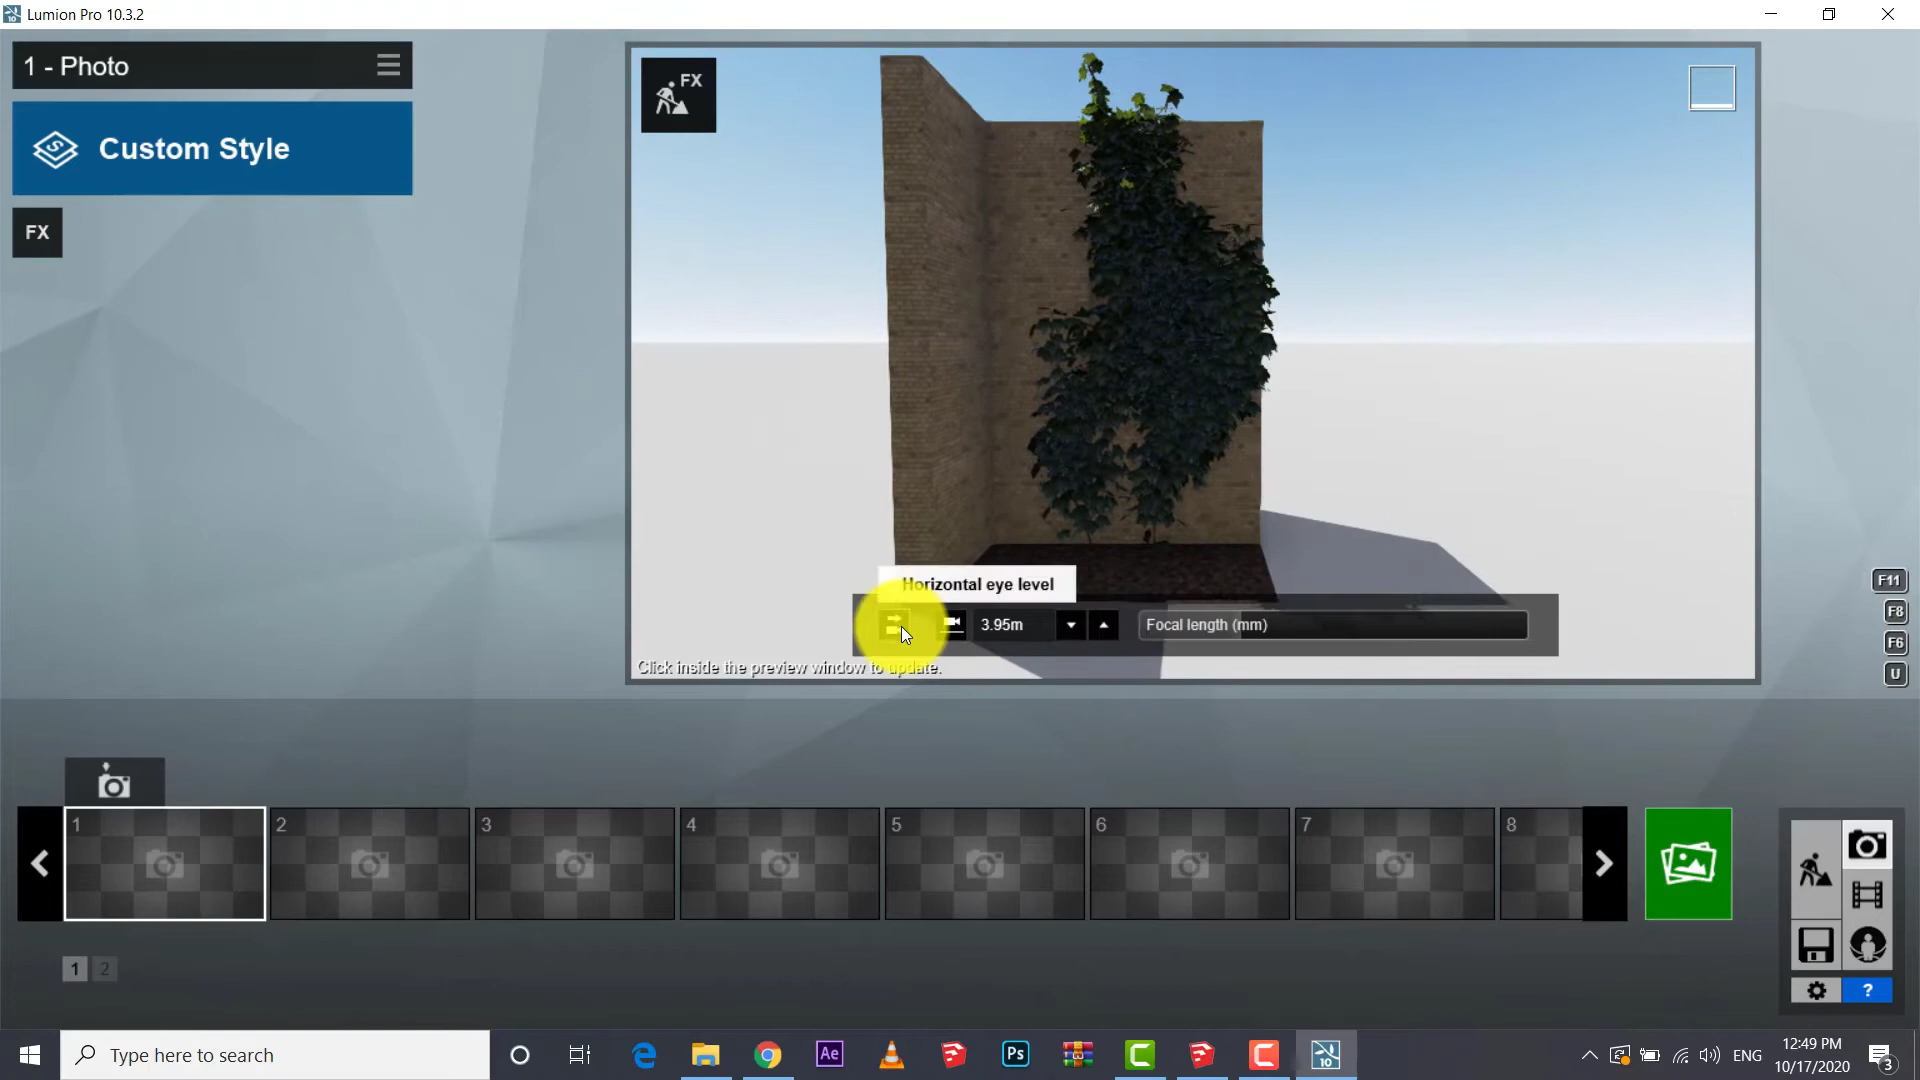 Lumion Pro 10.3.2
1 - Photo
Custom Style
FX
FX
Horizontal eye level
3.95m
Focal length (mm)
Click inside the preview window to update.
F11
F8
F6
U
1
2
3
4
5
6
7
8
1 2
?
Type here to search
Ae
Ps
10
ENG
12:49 PM
10/17/2020
3